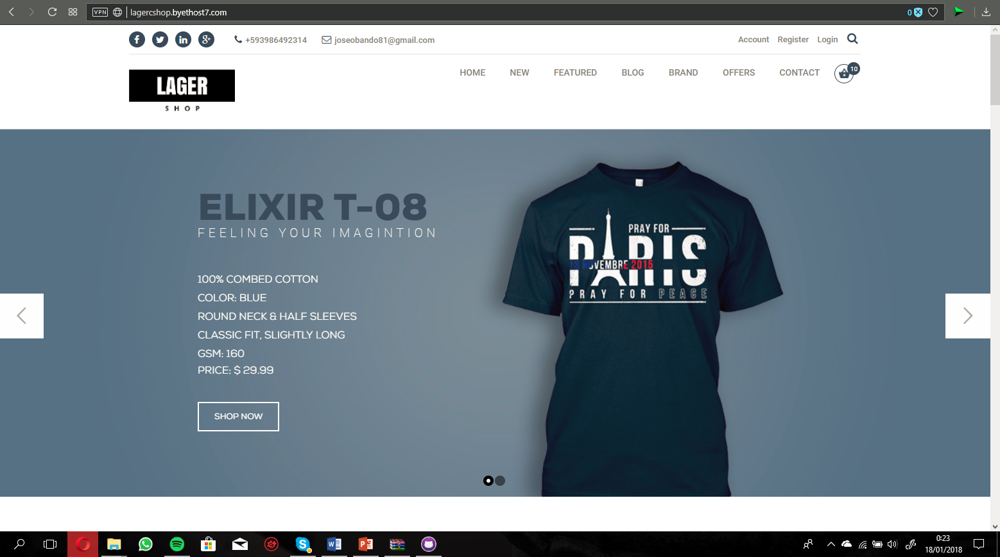 VPN
lagercshop.byethost7.com
0
+593986492314
joseobando81@gmail.com
Account Register Login
LAGER
SHOP
HOME NEW FEATURED BLOG BRAND OFFERS CONTACT
10
ELIXIR T-08
FEELING YOUR IMAGINTION
100% COMBED COTTON
COLOR: BLUE
ROUND NECK & HALF SLEEVES
CLASSIC FIT, SLIGHTLY LONG
GSM: 160
PRICE: $ 29.99
SHOP NOW
PRAY FOR
PARIS
13 NOVEMBRE 2015
PRAY FOR PEACE
0:23
18/01/2018